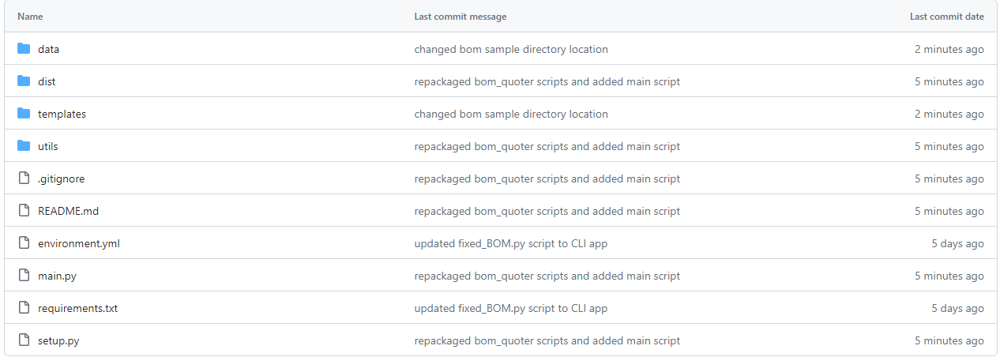 Name Last commit message Last commit date
data changed bom sample directory location 2 minutes ago
dist repackaged bom_quoter scripts and added main script 5 minutes ago
templates changed bom sample directory location 2 minutes ago
utils repackaged bom_quoter scripts and added main script 5 minutes ago
.gitignore repackaged bom_quoter scripts and added main script 5 minutes ago
README.md repackaged bom_quoter scripts and added main script 5 minutes ago
environment.yml updated fixed_BOM.py script to CLI app 5 days ago
main.py repackaged bom_quoter scripts and added main script 5 minutes ago
requirements.txt updated fixed_BOM.py script to CLI app 5 days ago
setup.py repackaged bom_quoter scripts and added main script 5 minutes ago